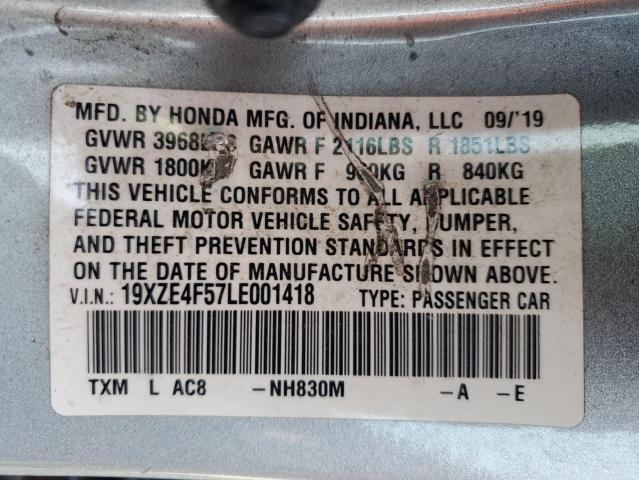 MFD. BY HONDA MFG. OF INDIANA, LLC 09/'19
GVWR GAWR F 2116LBS R 1851LBS
GVWR GAWR F R 840KG
THIS VEHICLE CONFORMS TO ALL APPLICABLE
FEDERAL MOTOR VEHICLE SAFETY, BUMPER,
AND THEFT PREVENTION STANDARDS IN EFFECT
ON THE DATE OF MANUFACTURE SHOWN ABOVE.
V.I.N.: 19XZE4F57LE001418 TYPE: PASSENGER CAR
TXM L AC8 -NH830M -A -E